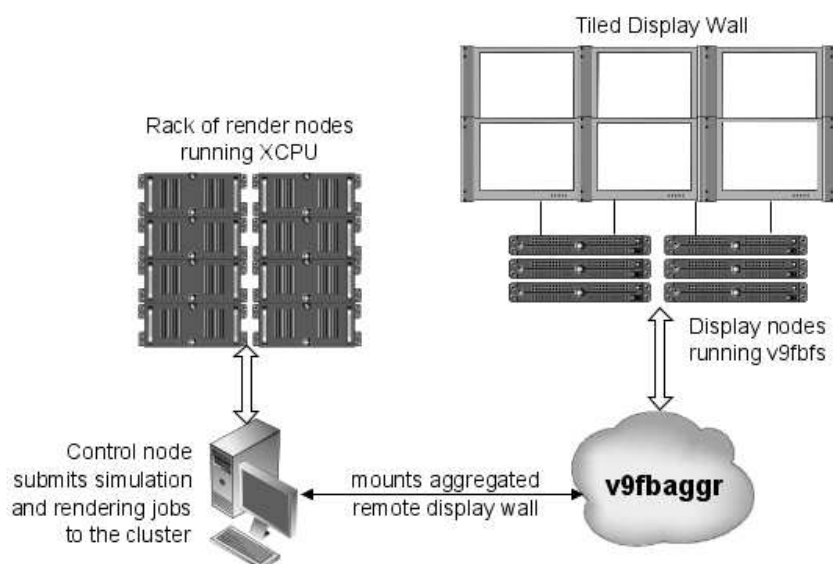 Tiled Display Wall
Rack of render nodes
running XCPU
Display nodes
running v9fbfs
Control node
submits simulation
and rendering jobs
to the cluster
mounts aggregated
remote display wall
v9fbaggr